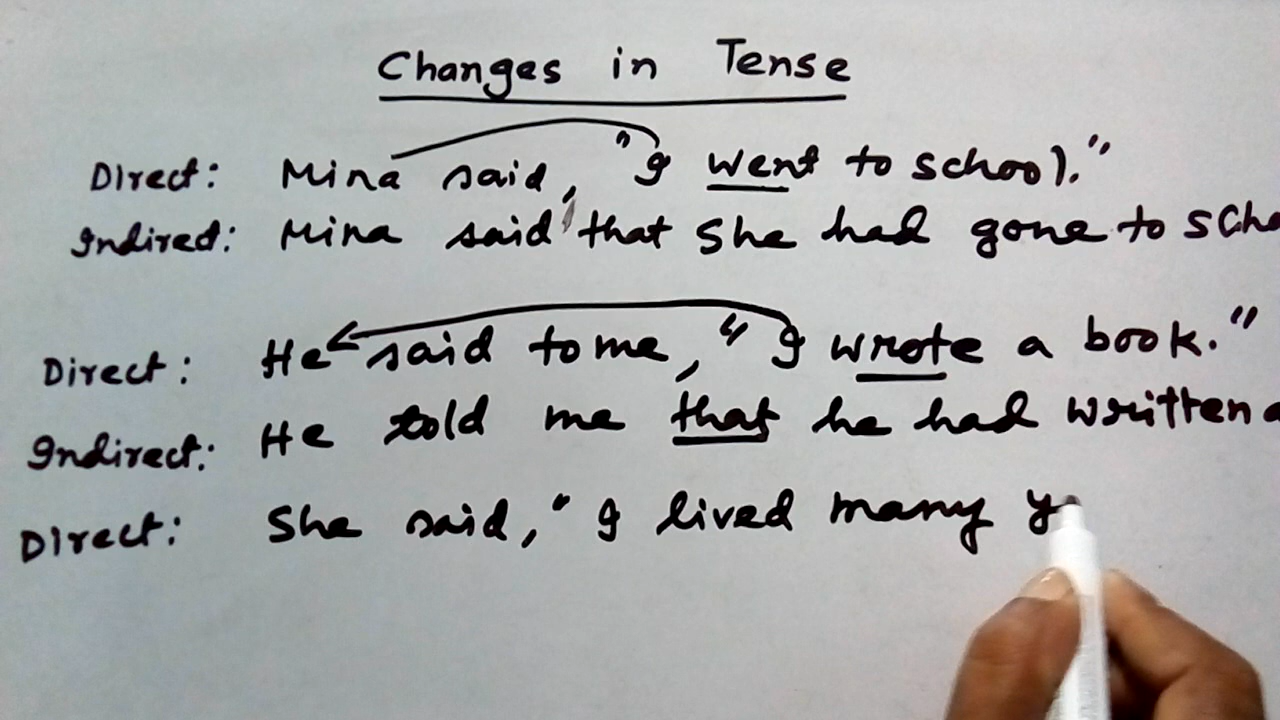 Changes in Tense
Direct: Mina said, "I went to school."
Indired: Mina said that she had gone to scho
Direct: He said to me, "I wrote a book."
Indirect: He told me that he had written a
Direct: She said, "I lived many y